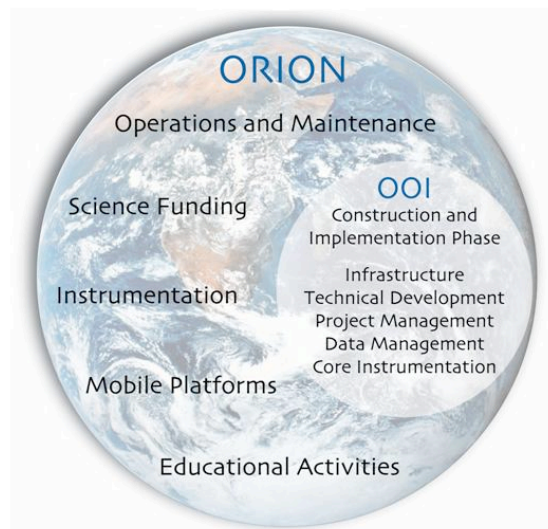 ORION
Operations and Maintenance
Science Funding
Instrumentation
Mobile Platforms
Educational Activities
OOI
Construction and
Implementation Phase
Infrastructure
Technical Development
Project Management
Data Management
Core Instrumentation